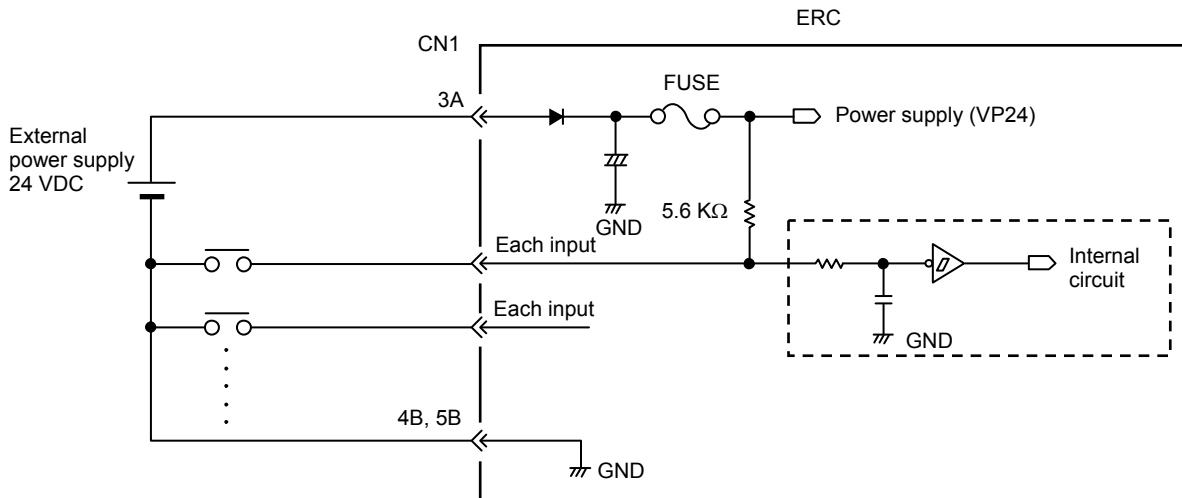 ERC
CN1
FUSE
3A
Power supply (VP24)
External
power supply
24 VDC
GND
5.6 KΩ
Each input
Internal
circuit
Each input
GND
4B, 5B
GND